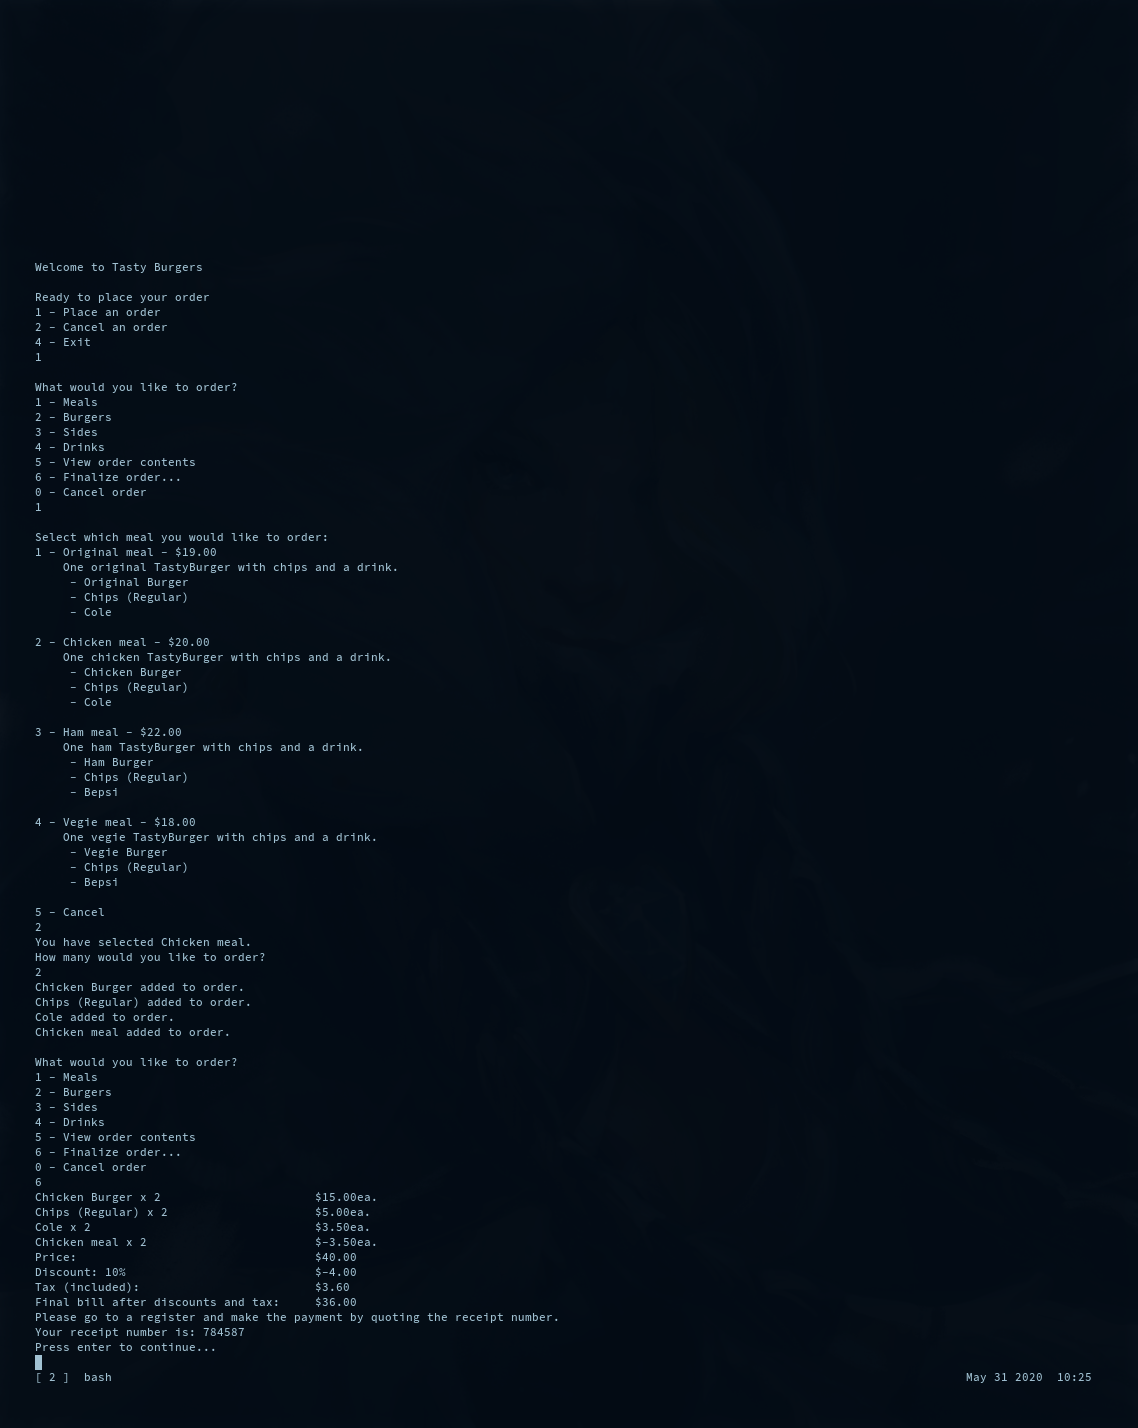 Welcome to Tasty Burgers
Ready to place your order
1 - Place an order
2 - Cancel an order
4 - Exit
1
What would you like to order?
1 - Meals
2 - Burgers
3 - Sides
4 - Drinks
5 - View order contents
6 - Finalize order...
0 - Cancel order
1
Select which meal you would like to order:
1 - Original meal - $19.00
One original TastyBurger with chips and a drink.
- Original Burger
- Chips (Regular)
- Cole
2 - Chicken meal - $20.00
One chicken TastyBurger with chips and a drink.
- Chicken Burger
- Chips (Regular)
- Cole
3 - Ham meal - $22.00
One ham TastyBurger with chips and a drink.
- Ham Burger
- Chips (Regular)
- Bepsi
4 - Vegie meal - $18.00
One vegie TastyBurger with chips and a drink.
- Vegie Burger
- Chips (Regular)
- Bepsi
5 - Cancel
2
You have selected Chicken meal.
How many would you like to order?
2
Chicken Burger added to order.
Chips (Regular) added to order.
Cole added to order.
Chicken meal added to order.
What would you like to order?
1 - Meals
2 - Burgers
3 - Sides
4 - Drinks
5 - View order contents
6 - Finalize order...
0 - Cancel order
6
Chicken Burger x 2 $15.00ea.
Chips (Regular) x 2 $5.00ea.
Cole x 2 $3.50ea.
Chicken meal x 2 $-3.50ea.
Price: $40.00
Discount: 10% $-4.00
Tax (included): $3.60
Final bill after discounts and tax: $36.00
Please go to a register and make the payment by quoting the receipt number.
Your receipt number is: 784587
Press enter to continue...
[ 2 ] bash May 31 2020 10:25